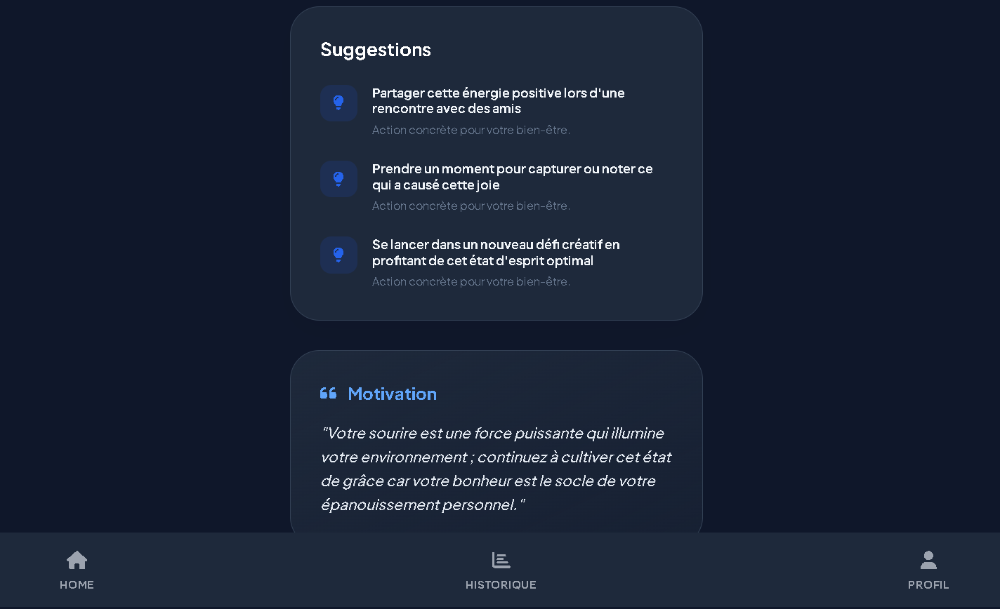 Suggestions
Partager cette énergie positive lors d'une
rencontre avec des amis
Action concrète pour votre bien-être.
Prendre un moment pour capturer ou noter ce
qui a causé cette joie
Action concrète pour votre bien-être.
Se lancer dans un nouveau défi créatif en
profitant de cet état d'esprit optimal
Action concrète pour votre bien-être.
Motivation
"Votre sourire est une force puissante qui illumine
votre environnement ; continuez à cultiver cet état
de grâce car votre bonheur est le socle de votre
épanouissement personnel."
HOME
HISTORIQUE
PROFIL